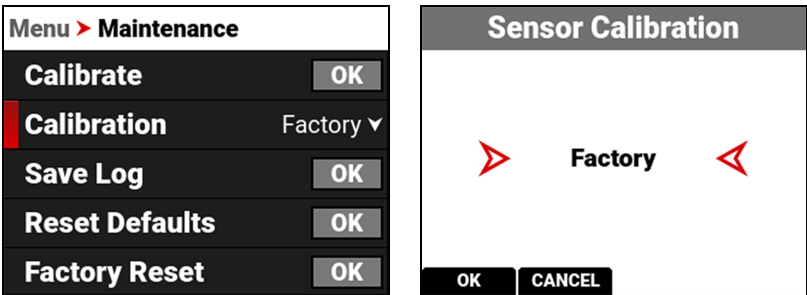 Menu ➤ Maintenance
Calibrate OK
Calibration Factory
Save Log OK
Reset Defaults OK
Factory Reset OK
Sensor Calibration
Factory
OK CANCEL